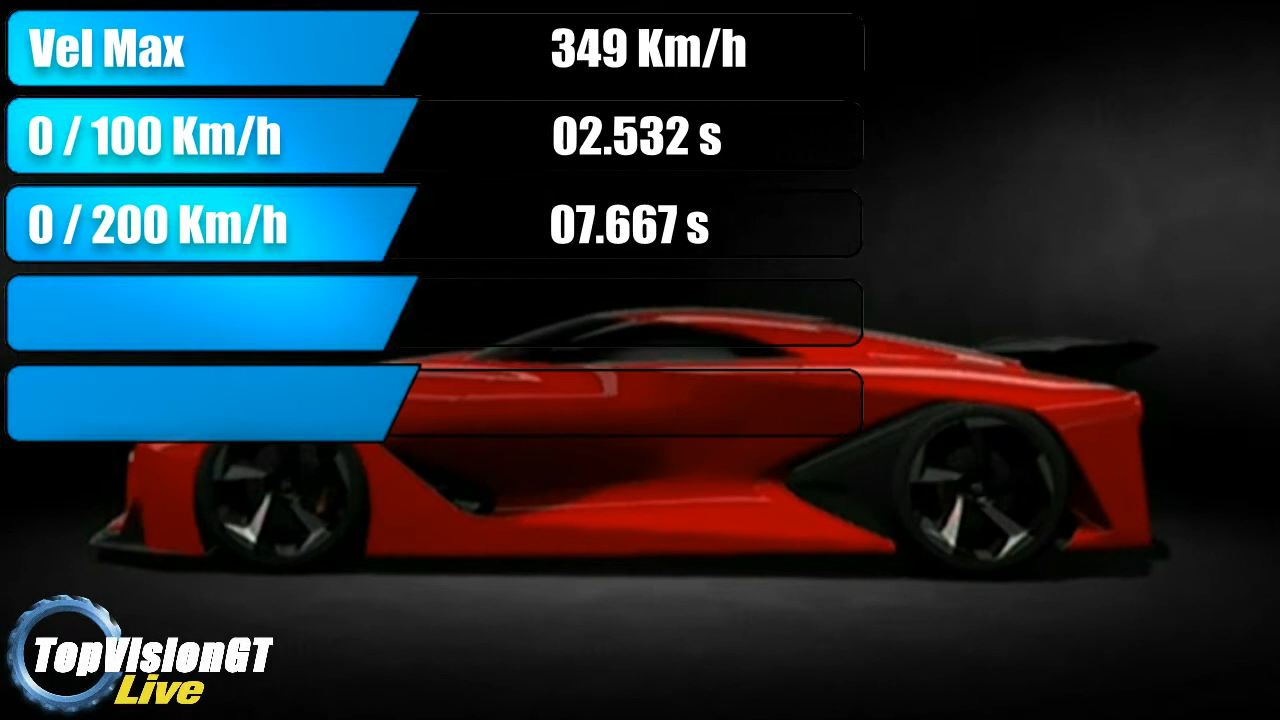 Vel Max 349 Km/h
0 / 100 Km/h 02.532 s
0 / 200 Km/h 07.667 s
TopVisionGT
Live